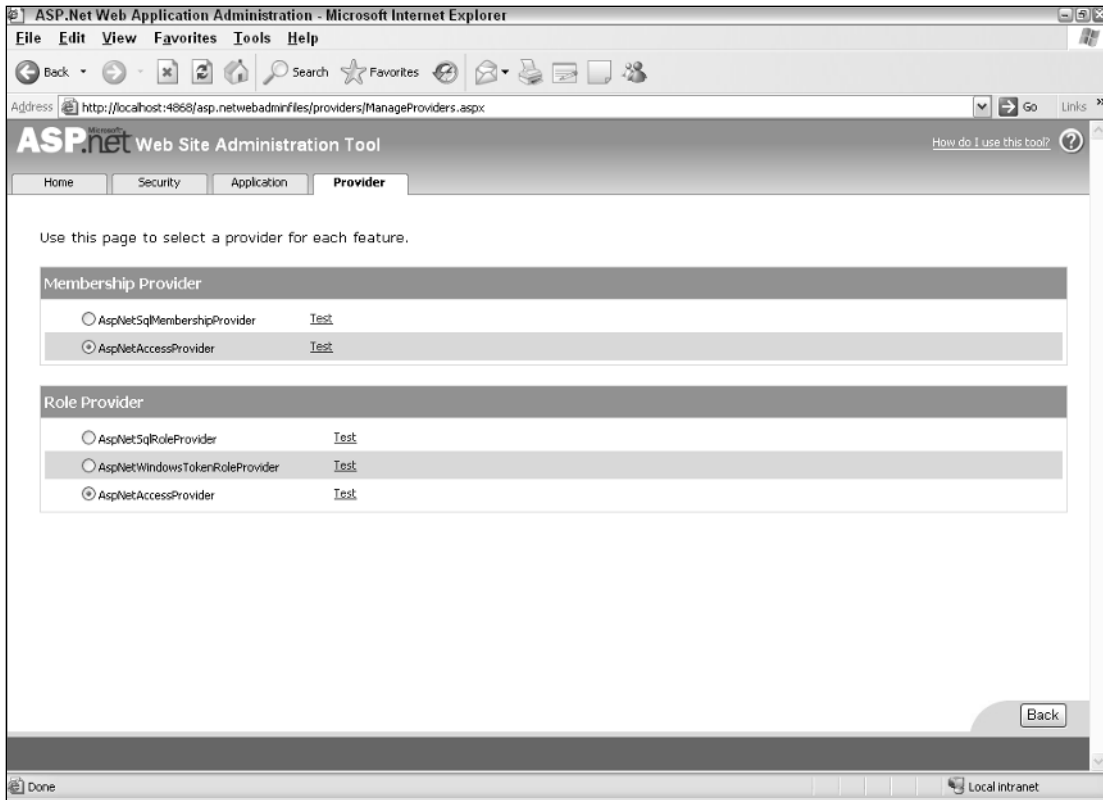 ASP.Net Web Application Administration - Microsoft Internet Explorer
File Edit View Favorites Tools Help
Back Search Favorites
Address http://localhost:4868/asp.netwebadminfiles/providers/ManageProviders.aspx Go Links »
Microsoft
ASP.net Web Site Administration Tool How do I use this tool? ?
Home Security Application Provider
Use this page to select a provider for each feature.
Membership Provider
AspNetSqlMembershipProvider Test
AspNetAccessProvider Test
Role Provider
AspNetSqlRoleProvider Test
AspNetWindowsTokenRoleProvider Test
AspNetAccessProvider Test
Back
Done Local intranet